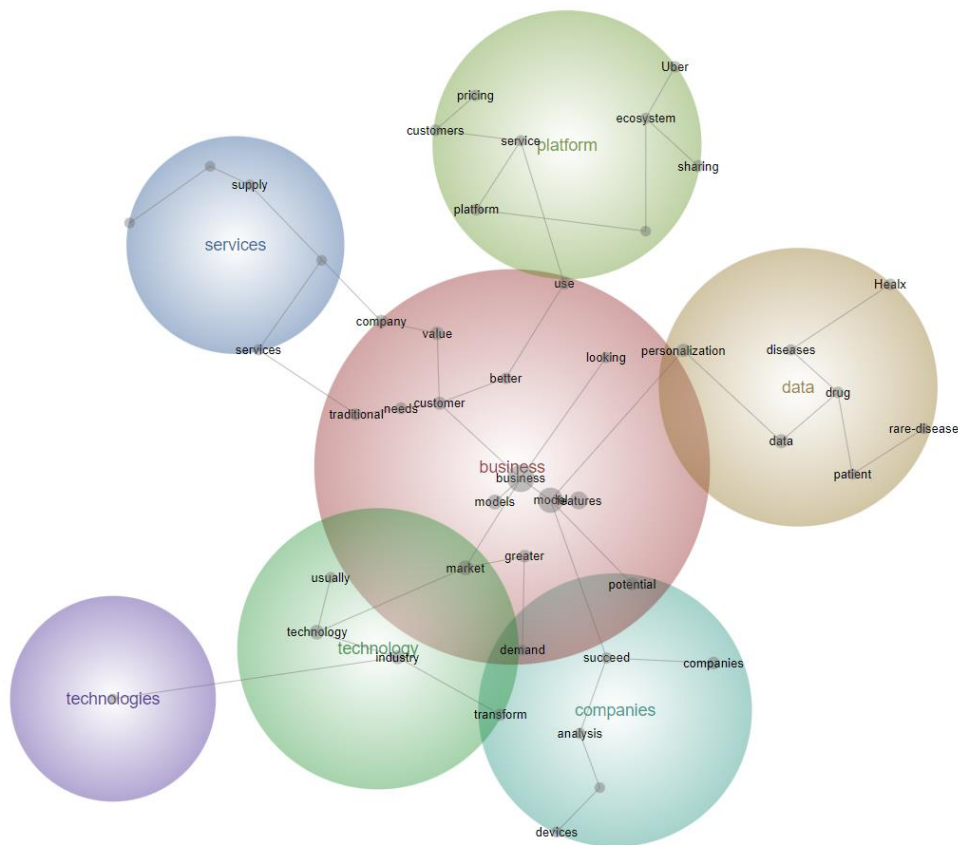 Uber
pricing
ecosystem
customers
service
platform
sharing
supply
platform
services
use
Healx
company
value
looking
personalization
diseases
services
better
data
drug
needs
customer
traditional
rare-disease
data
business
patient
business
models
model
features
greater
market
usually
potential
technology
technology
industry
demand
succeed
companies
technologies
companies
transform
analysis
devices